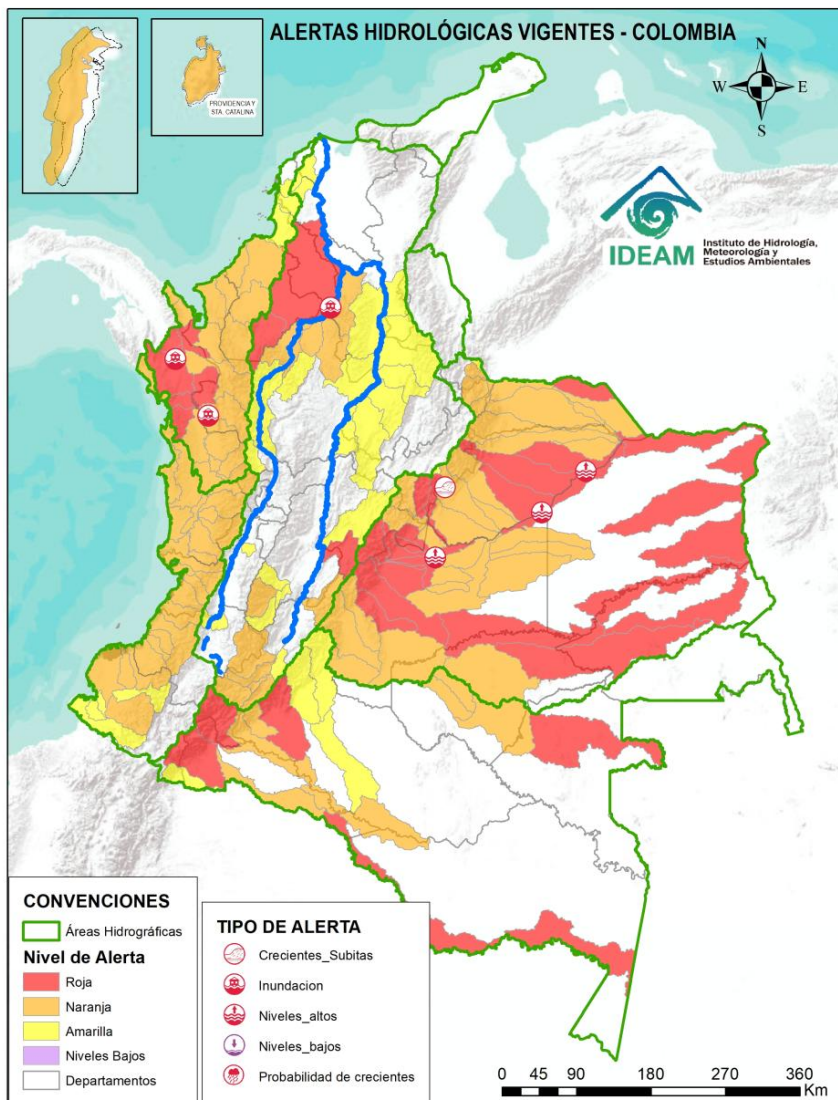 ALERTAS HIDROLÓGICAS VIGENTES - COLOMBIA
PROVIDENCIA Y
STA. CATALINA
N
W
E
S
IDEAM
Instituto de Hidrología,
Meteorología y
Estudios Ambientales
CONVENCIONES
Áreas Hidrográficas
Nivel de Alerta
Roja
Naranja
Amarilla
Niveles Bajos
Departamentos
TIPO DE ALERTA
Crecientes_Subitas
Inundacion
Niveles_altos
Niveles_bajos
Probabilidad de crecientes
0 45 90 180 270 360
Km